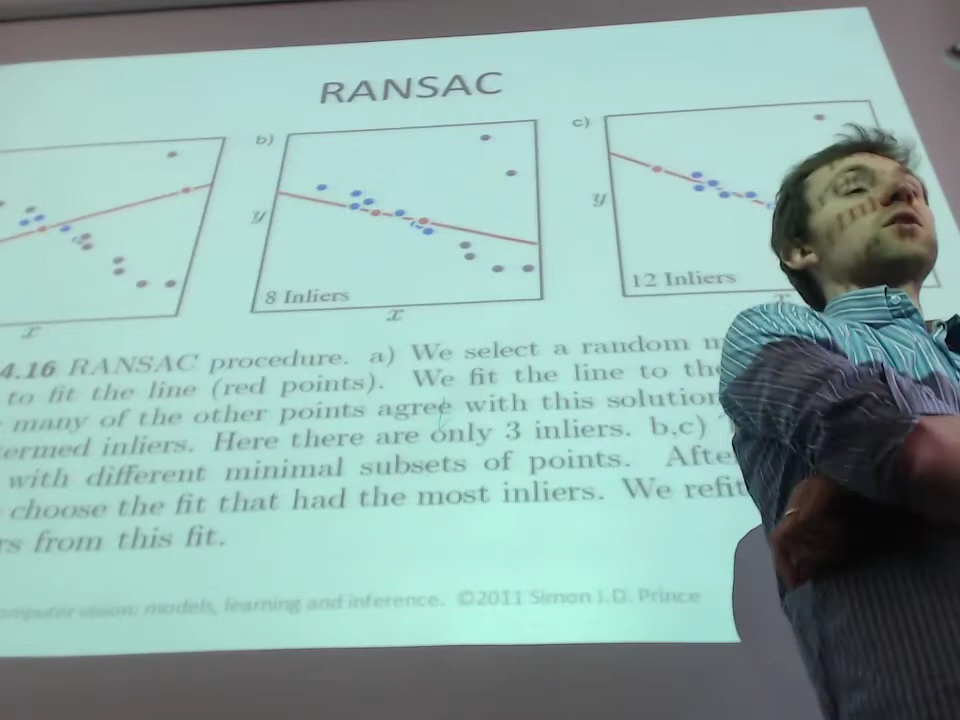 RANSAC
b)
c)
y
y
8 Inliers
12 Inliers
x
x
4.16 RANSAC procedure. a) We select a random
to fit the line (red points). We fit the line to
many of the other points agree with this solution
termed inliers. Here there are only 3 inliers. b,c)
with different minimal subsets of points.
choose the fit that had the most inliers. We refit
from this fit.
computer vision: models, learning and inference. ©2011 Simon J.D. Prince